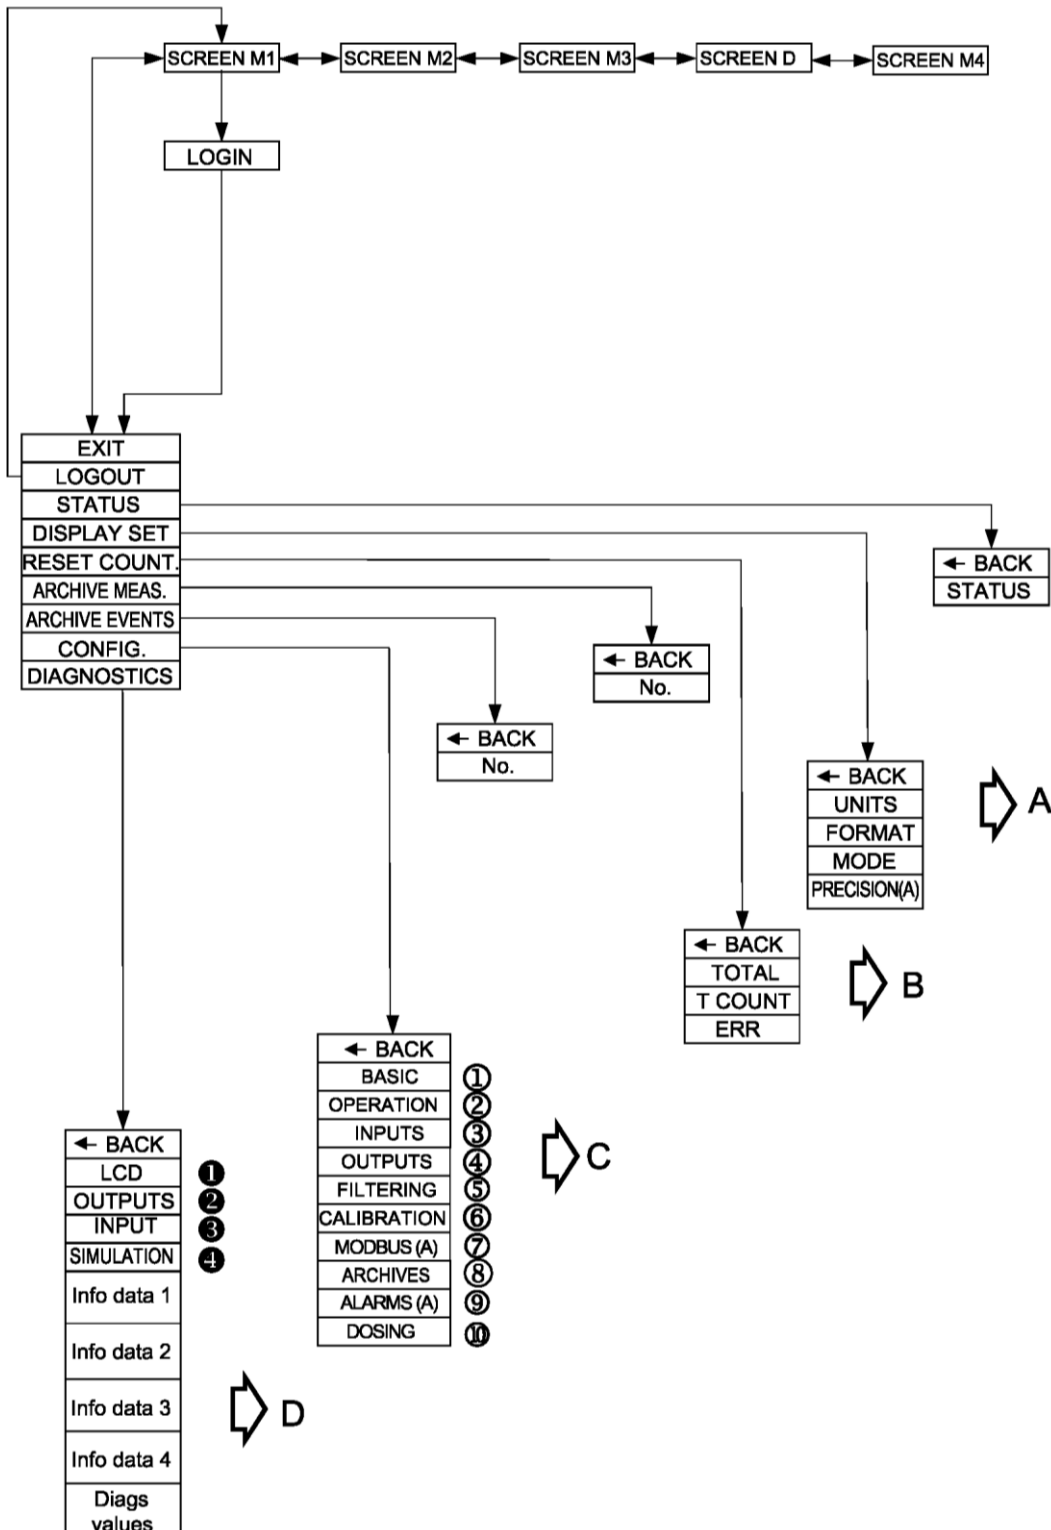 SCREEN M1
SCREEN M2
SCREEN M3
SCREEN D
SCREEN M4
LOGIN
EXIT
LOGOUT
STATUS
DISPLAY SET
RESET COUNT.
ARCHIVE MEAS.
ARCHIVE EVENTS
CONFIG.
DIAGNOSTICS
← BACK
STATUS
← BACK
No.
← BACK
No.
← BACK
UNITS
FORMAT
MODE
PRECISION(A)
A
← BACK
TOTAL
T COUNT
ERR
B
← BACK
BASIC ①
OPERATION ②
INPUTS ③
OUTPUTS ④
FILTERING ⑤
CALIBRATION ⑥
MODBUS (A) ⑦
ARCHIVES ⑧
ALARMS (A) ⑨
DOSING ⑩
C
← BACK
LCD ❶
OUTPUTS ❷
INPUT ❸
SIMULATION ❹
Info data 1
Info data 2
Info data 3
Info data 4
Diags
values
D